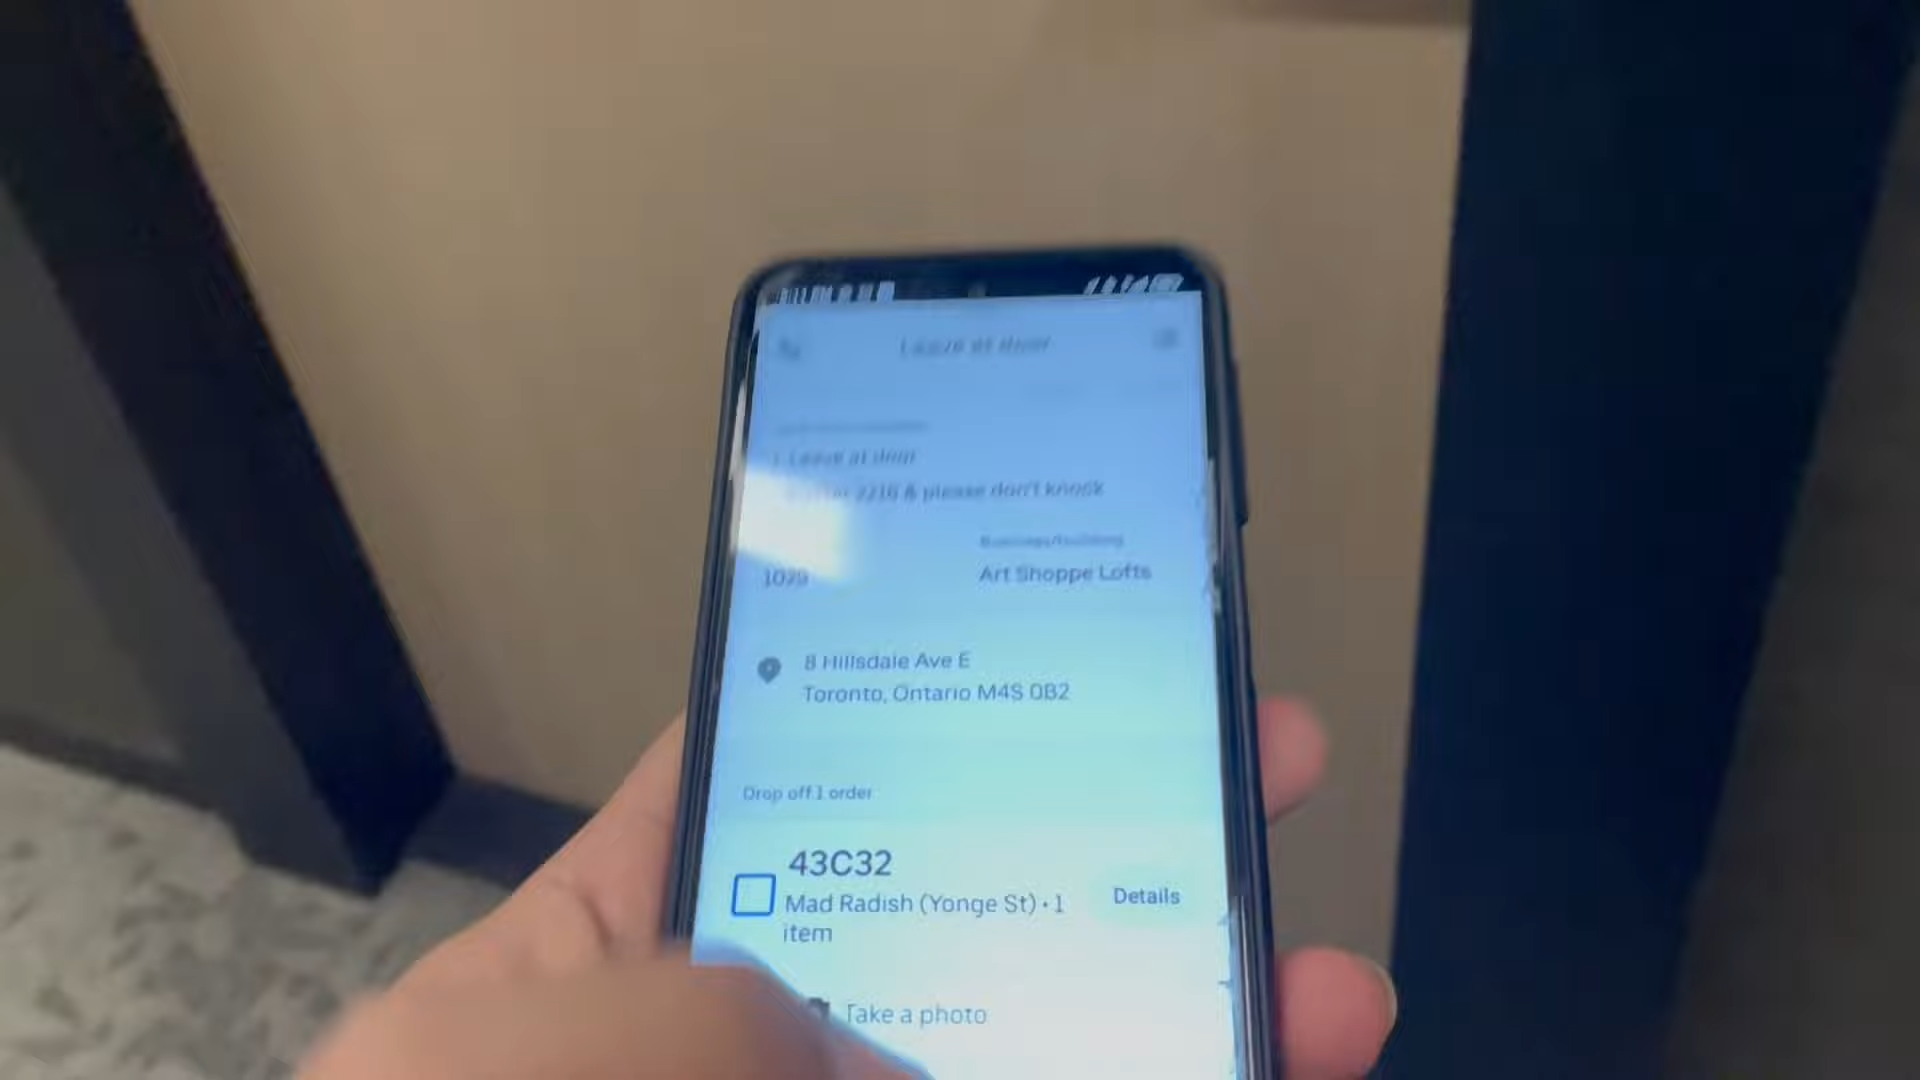 Leave at door
Leave at door
2216 & please don't knock
Business/building
1029
Art Shoppe Lofts
8 Hillsdale Ave E
Toronto, Ontario M4S 0B2
Drop off 1 order
43C32
Mad Radish (Yonge St) • 1
item
Details
Take a photo